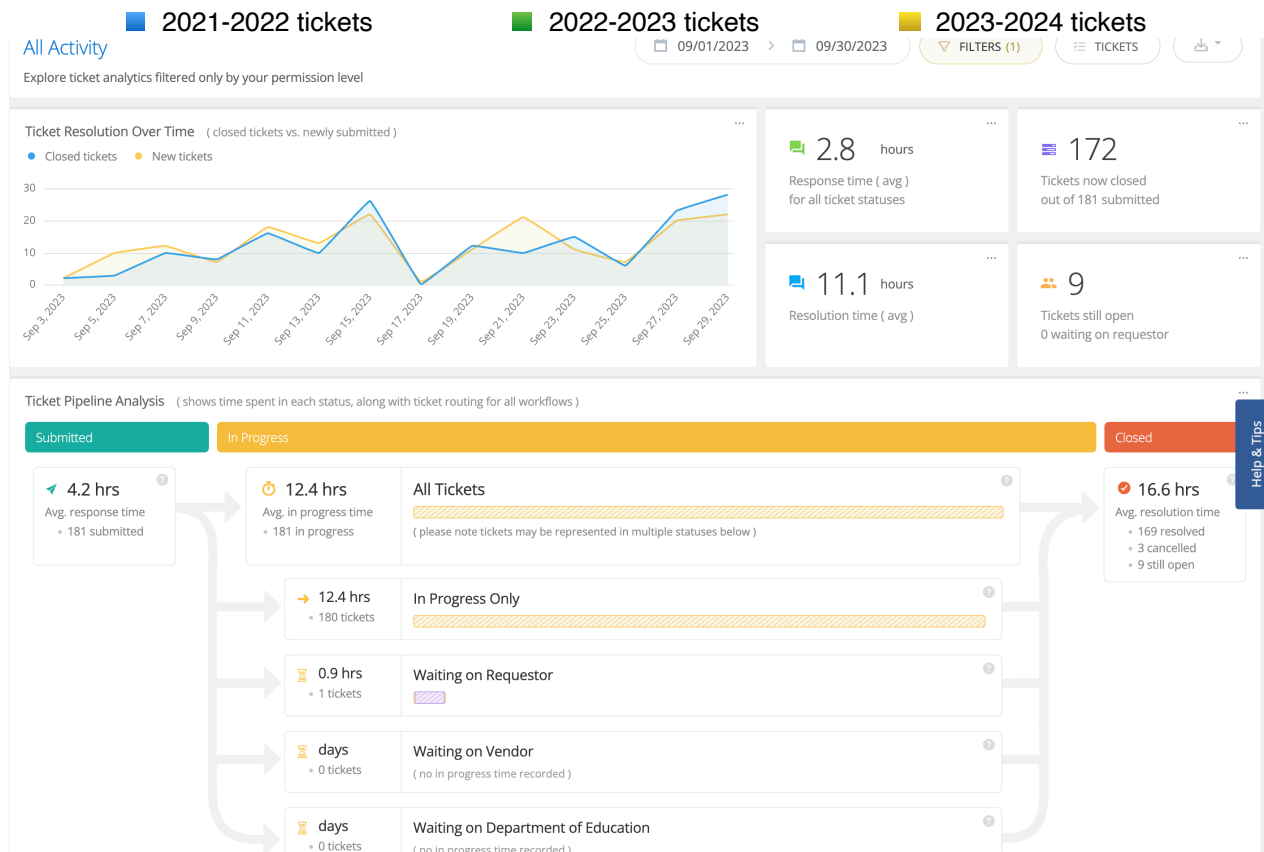 2021-2022 tickets
2022-2023 tickets
2023-2024 tickets
All Activity
09/01/2023 > 09/30/2023
FILTERS (1)
TICKETS
Explore ticket analytics filtered only by your permission level
Ticket Resolution Over Time ( closed tickets vs. newly submitted )
...
Closed tickets
New tickets
30
20
10
0
Sep 3, 2023
Sep 5, 2023
Sep 7, 2023
Sep 9, 2023
Sep 11, 2023
Sep 13, 2023
Sep 15, 2023
Sep 17, 2023
Sep 19, 2023
Sep 21, 2023
Sep 23, 2023
Sep 25, 2023
Sep 27, 2023
Sep 29, 2023
...
2.8 hours
Response time ( avg )
for all ticket statuses
...
172
Tickets now closed
out of 181 submitted
...
11.1 hours
Resolution time ( avg )
...
9
Tickets still open
0 waiting on requestor
Ticket Pipeline Analysis ( shows time spent in each status, along with ticket routing for all workflows )
...
Submitted
In Progress
Closed
Help & Tips
4.2 hrs
?
Avg. response time
• 181 submitted
12.4 hrs
Avg. in progress time
• 181 in progress
All Tickets
?
( please note tickets may be represented in multiple statuses below )
16.6 hrs
?
Avg. resolution time
• 169 resolved
• 3 cancelled
• 9 still open
12.4 hrs
• 180 tickets
In Progress Only
?
0.9 hrs
• 1 tickets
Waiting on Requestor
?
days
• 0 tickets
Waiting on Vendor
?
( no in progress time recorded )
days
• 0 tickets
Waiting on Department of Education
?
( no in progress time recorded )